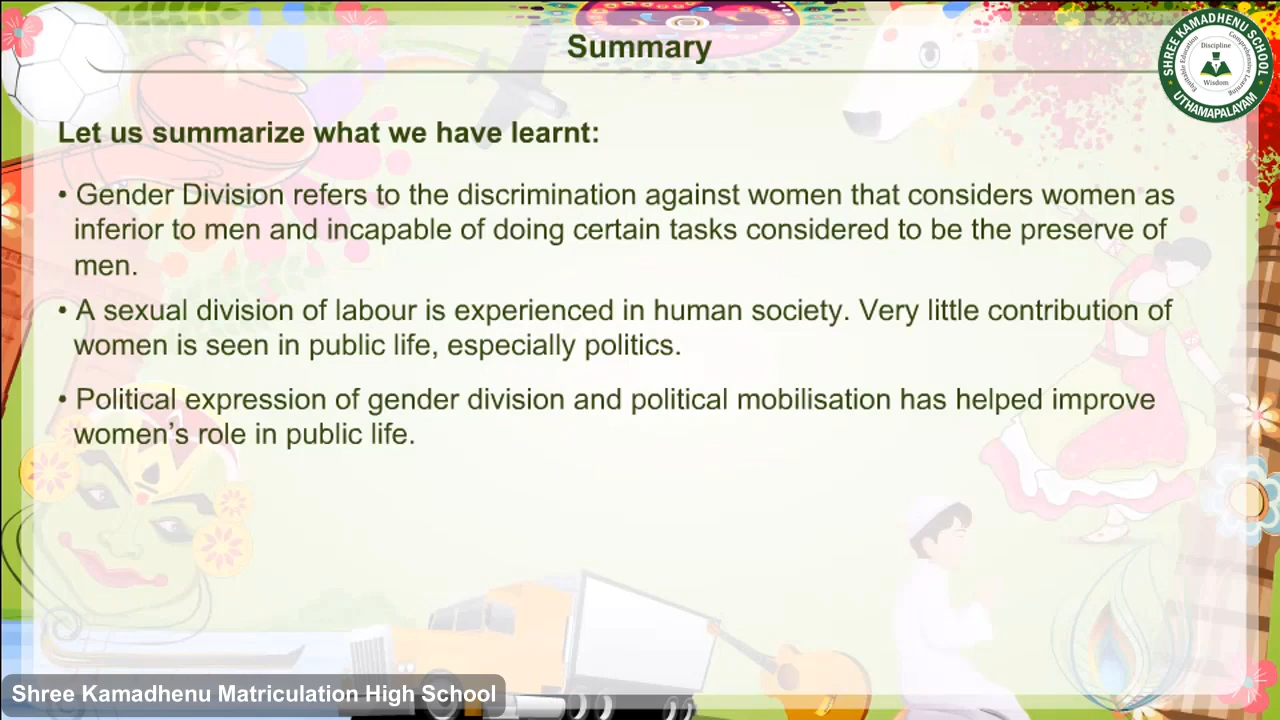 Summary
SHREE KAMADHENU SCHOOL
Equitable Education
Discipline
Comprehensive Learning
Wisdom
UTHAMAPALAYAM
Let us summarize what we have learnt:
• Gender Division refers to the discrimination against women that considers women as
inferior to men and incapable of doing certain tasks considered to be the preserve of
men.
• A sexual division of labour is experienced in human society. Very little contribution of
women is seen in public life, especially politics.
• Political expression of gender division and political mobilisation has helped improve
women’s role in public life.
Shree Kamadhenu Matriculation High School